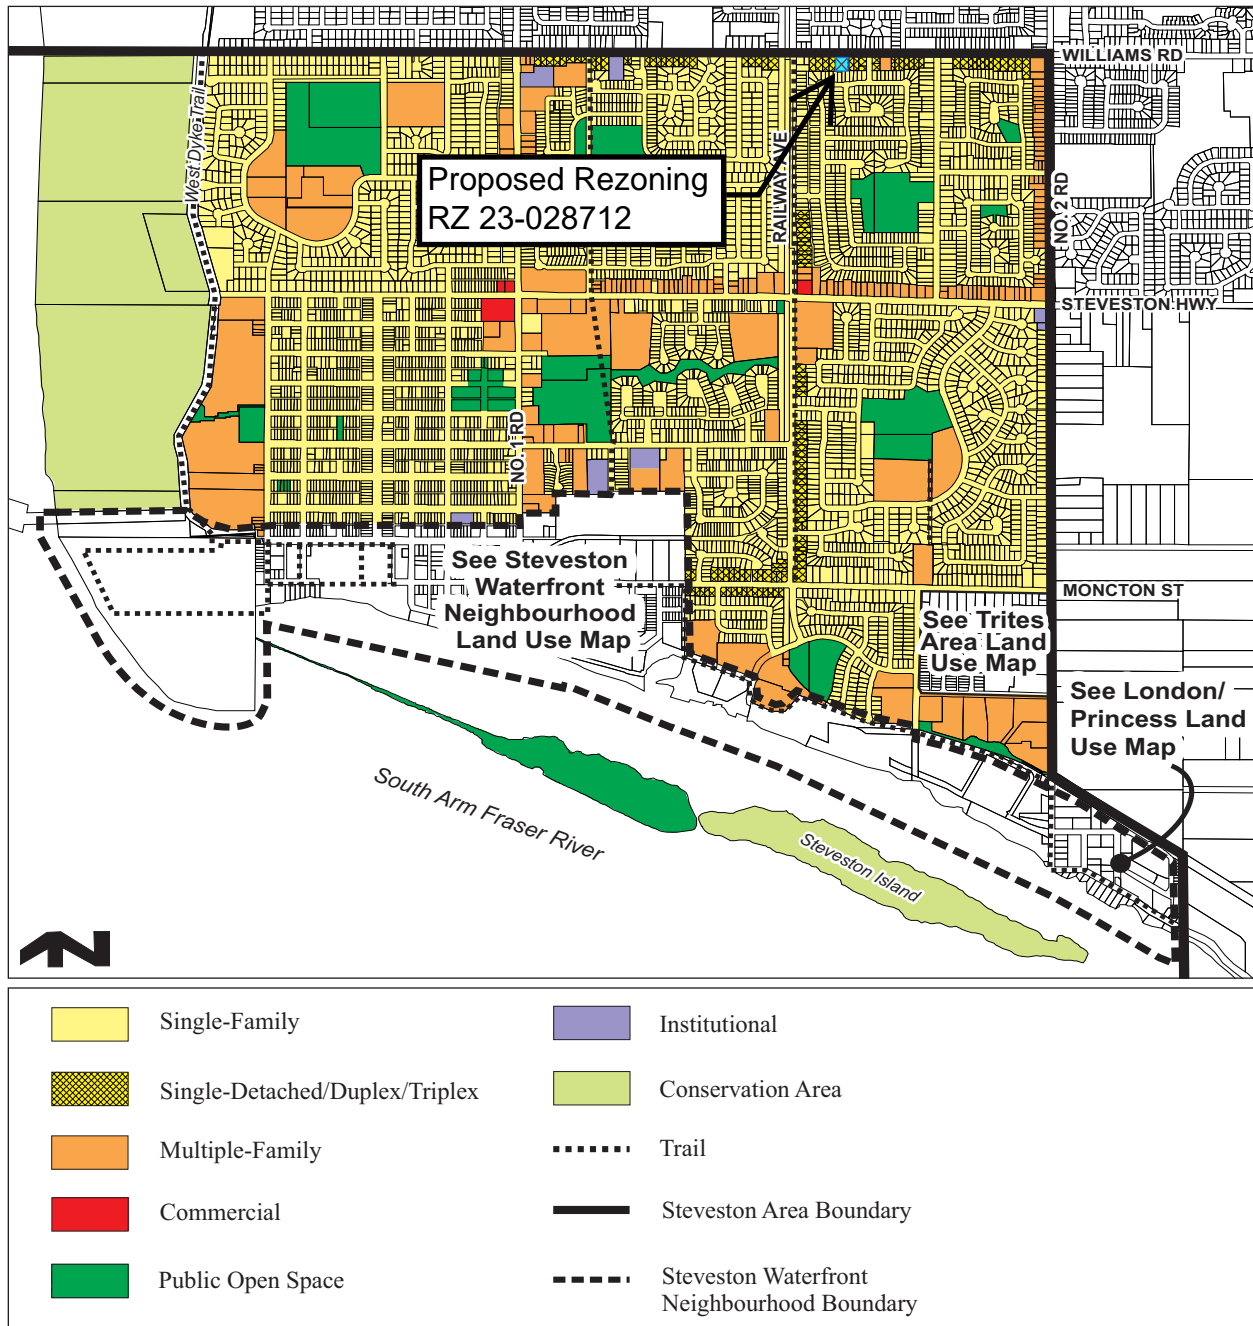 WILLIAMS RD
West Dyke Trail
Proposed Rezoning
RZ 23-028712
RAILWAY AVE
NO. 2 RD
STEVESTON HWY
NO. 1 RD
See Steveston
Waterfront
Neighbourhood
Land Use Map
MONCTON ST
See Trites
Area Land
Use Map
See London/
Princess Land
Use Map
South Arm Fraser River
Steveston Island
N
Single-Family
Institutional
Single-Detached/Duplex/Triplex
Conservation Area
Multiple-Family
Trail
Commercial
Steveston Area Boundary
Public Open Space
Steveston Waterfront
Neighbourhood Boundary